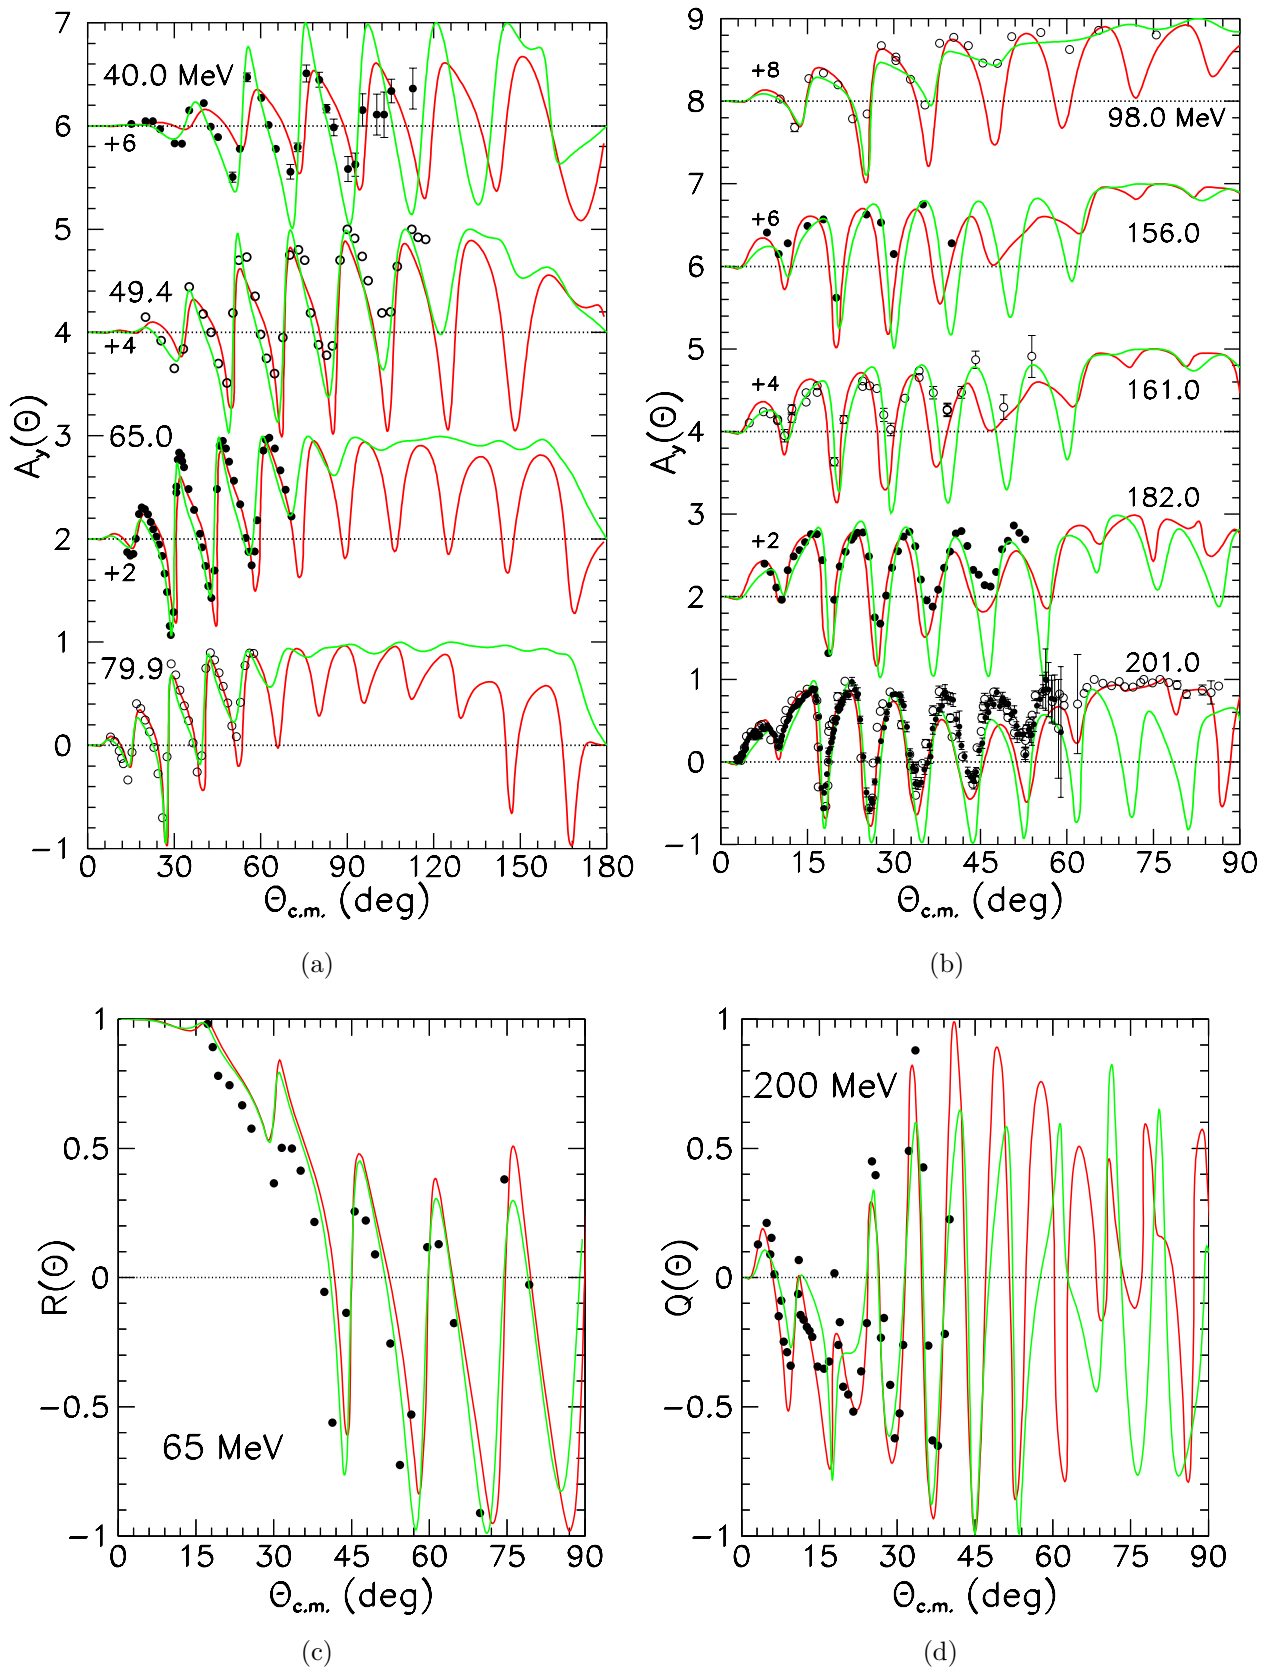 7
6
5
4
3
2
1
0
−1
40.0 MeV
+6
49.4
+4
65.0
+2
79.9
A_y(Θ)
0 30 60 90 120 150 180
Θ_c.m. (deg)
(a)
9
8
7
6
5
4
3
2
1
0
−1
+8
98.0 MeV
+6
156.0
+4
161.0
182.0
+2
201.0
A_y(Θ)
0 15 30 45 60 75 90
Θ_c.m. (deg)
(b)
1
0.5
0
−0.5
−1
R(Θ)
65 MeV
0 15 30 45 60 75 90
Θ_c.m. (deg)
(c)
1
0.5
0
−0.5
−1
Q(Θ)
200 MeV
0 15 30 45 60 75 90
Θ_c.m. (deg)
(d)